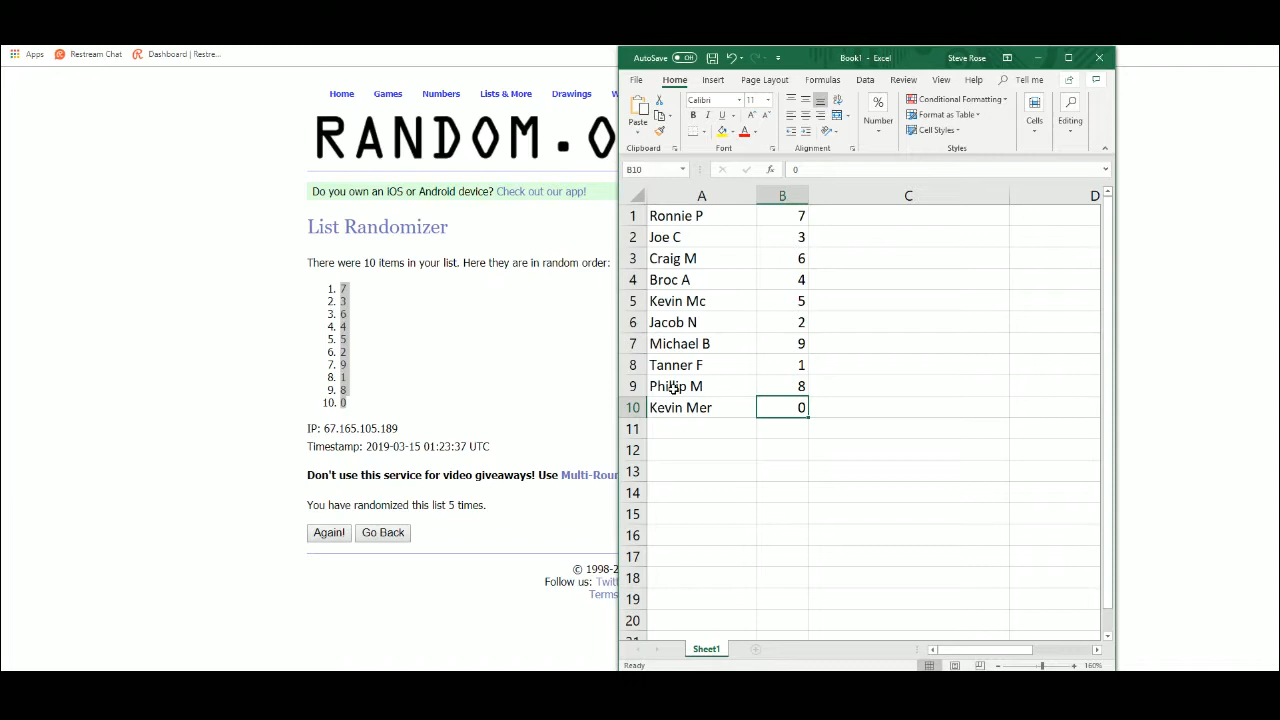 Apps Restream Chat Dashboard | Restre...
Home Games Numbers Lists & More Drawings W
RANDOM.O
Do you own an iOS or Android device? Check out our app!
List Randomizer
There were 10 items in your list. Here they are in random order:
1. 7
2. 3
3. 6
4. 4
5. 5
6. 2
7. 9
8. 1
9. 8
10. 0
IP: 67.165.105.189
Timestamp: 2019-03-15 01:23:37 UTC
Don't use this service for video giveaways! Use Multi-Roun
You have randomized this list 5 times.
Again! Go Back
© 1998-2
Follow us: Twitt
Terms
AutoSave Off Book1 - Excel Steve Rose
File Home Insert Page Layout Formulas Data Review View Help Tell me
Paste Calibri 11 % Conditional Formatting
B I U A A Number Format as Table Cells Editing
A Cell Styles
Clipboard Font Alignment Styles
B10 fx 0
A B C D
1 Ronnie P 7
2 Joe C 3
3 Craig M 6
4 Broc A 4
5 Kevin Mc 5
6 Jacob N 2
7 Michael B 9
8 Tanner F 1
9 Phillip M 8
10 Kevin Mer 0
11
12
13
14
15
16
17
18
19
20
21
Sheet1
Ready 160%